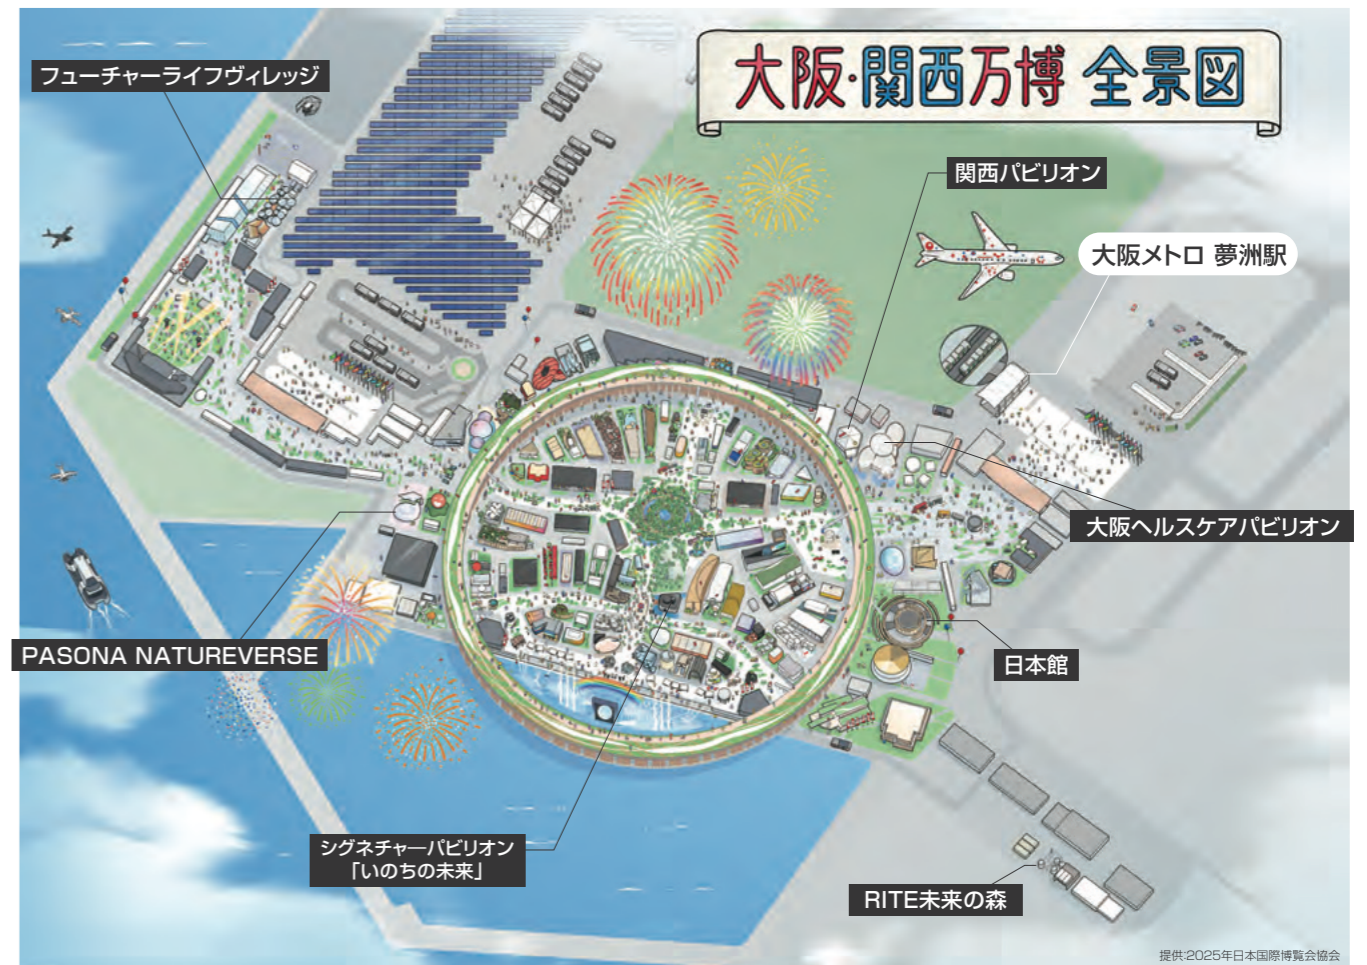 大阪・関西万博 全景図
フューチャーライフヴィレッジ
関西パビリオン
大阪メトロ 夢洲駅
大阪ヘルスケアパビリオン
PASONA NATUREVERSE
日本館
シグネチャーパビリオン
「いのちの未来」
RITE未来の森
提供:2025年日本国際博覧会協会